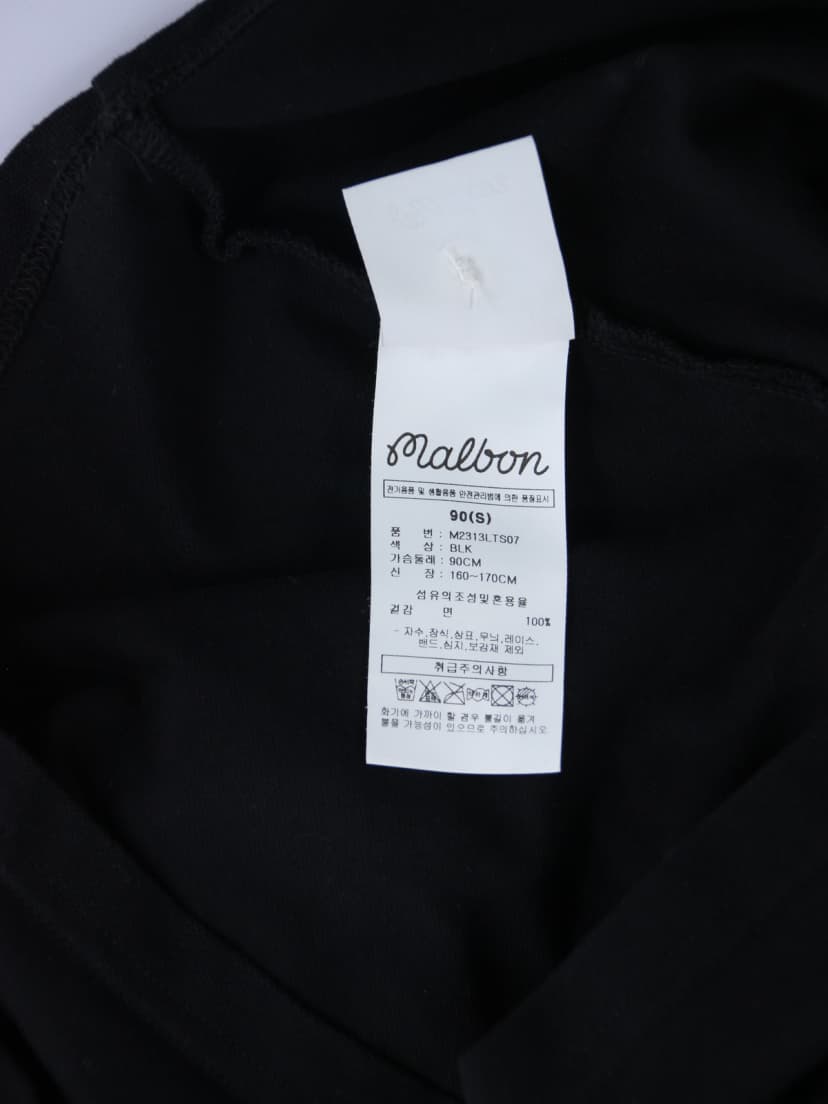 malbon
전기용품 및 생활용품 안전관리법에 의한 품질표시
90(S)
품 번 : M2313LTS07
색 상 : BLK
가슴둘레 : 90CM
신 장 : 160~170CM
섬유의조성및혼용율
겉감 면 100%
- 자수,장식,상표,무늬,레이스,
밴드,심지,보강재 제외
취급주의사항
화기에 가까이 할 경우 불길이 옮겨
붙을 가능성이 있으므로 주의하십시오